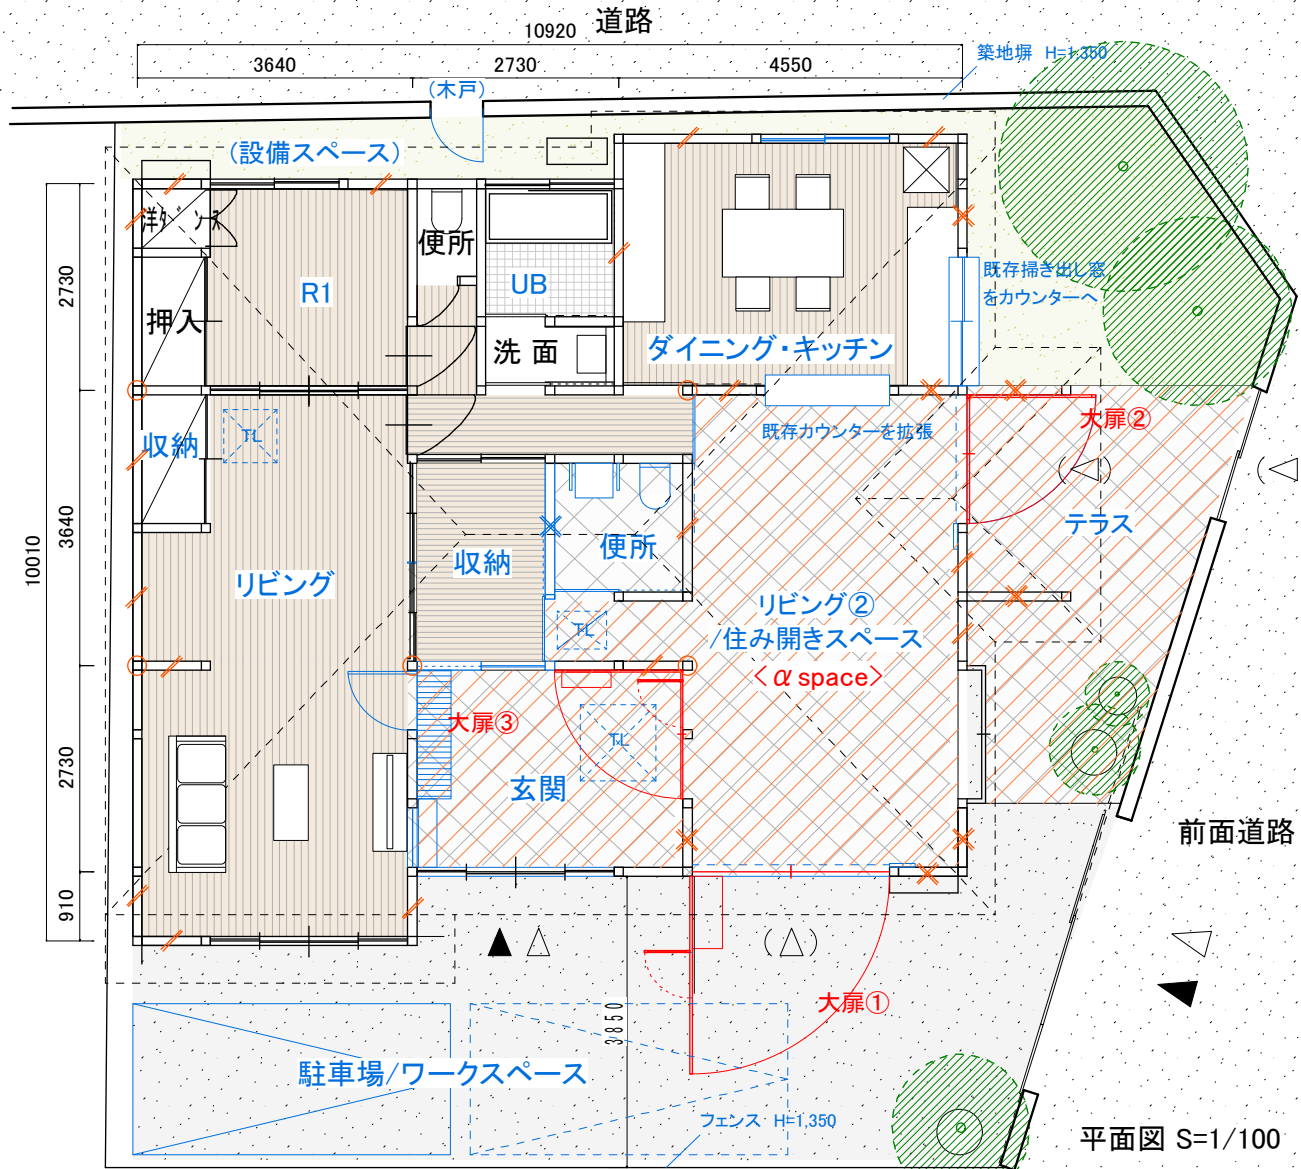 道路
10920
3640
2730
4550
築地塀 H=1,350
(木戸)
(設備スペース)
洋ダンス
便所
R1
UB
既存掃き出し窓
をカウンターへ
2730
押入
洗面
ダイニング・キッチン
収納
TL
既存カウンターを拡張
大扉②
テラス
10010
3640
リビング
収納
便所
TL
リビング②
/住み開きスペース
<α space>
大扉③
TL
玄関
2730
前面道路
910
大扉①
3850
駐車場/ワークスペース
フェンス H=1,350
平面図 S=1/100